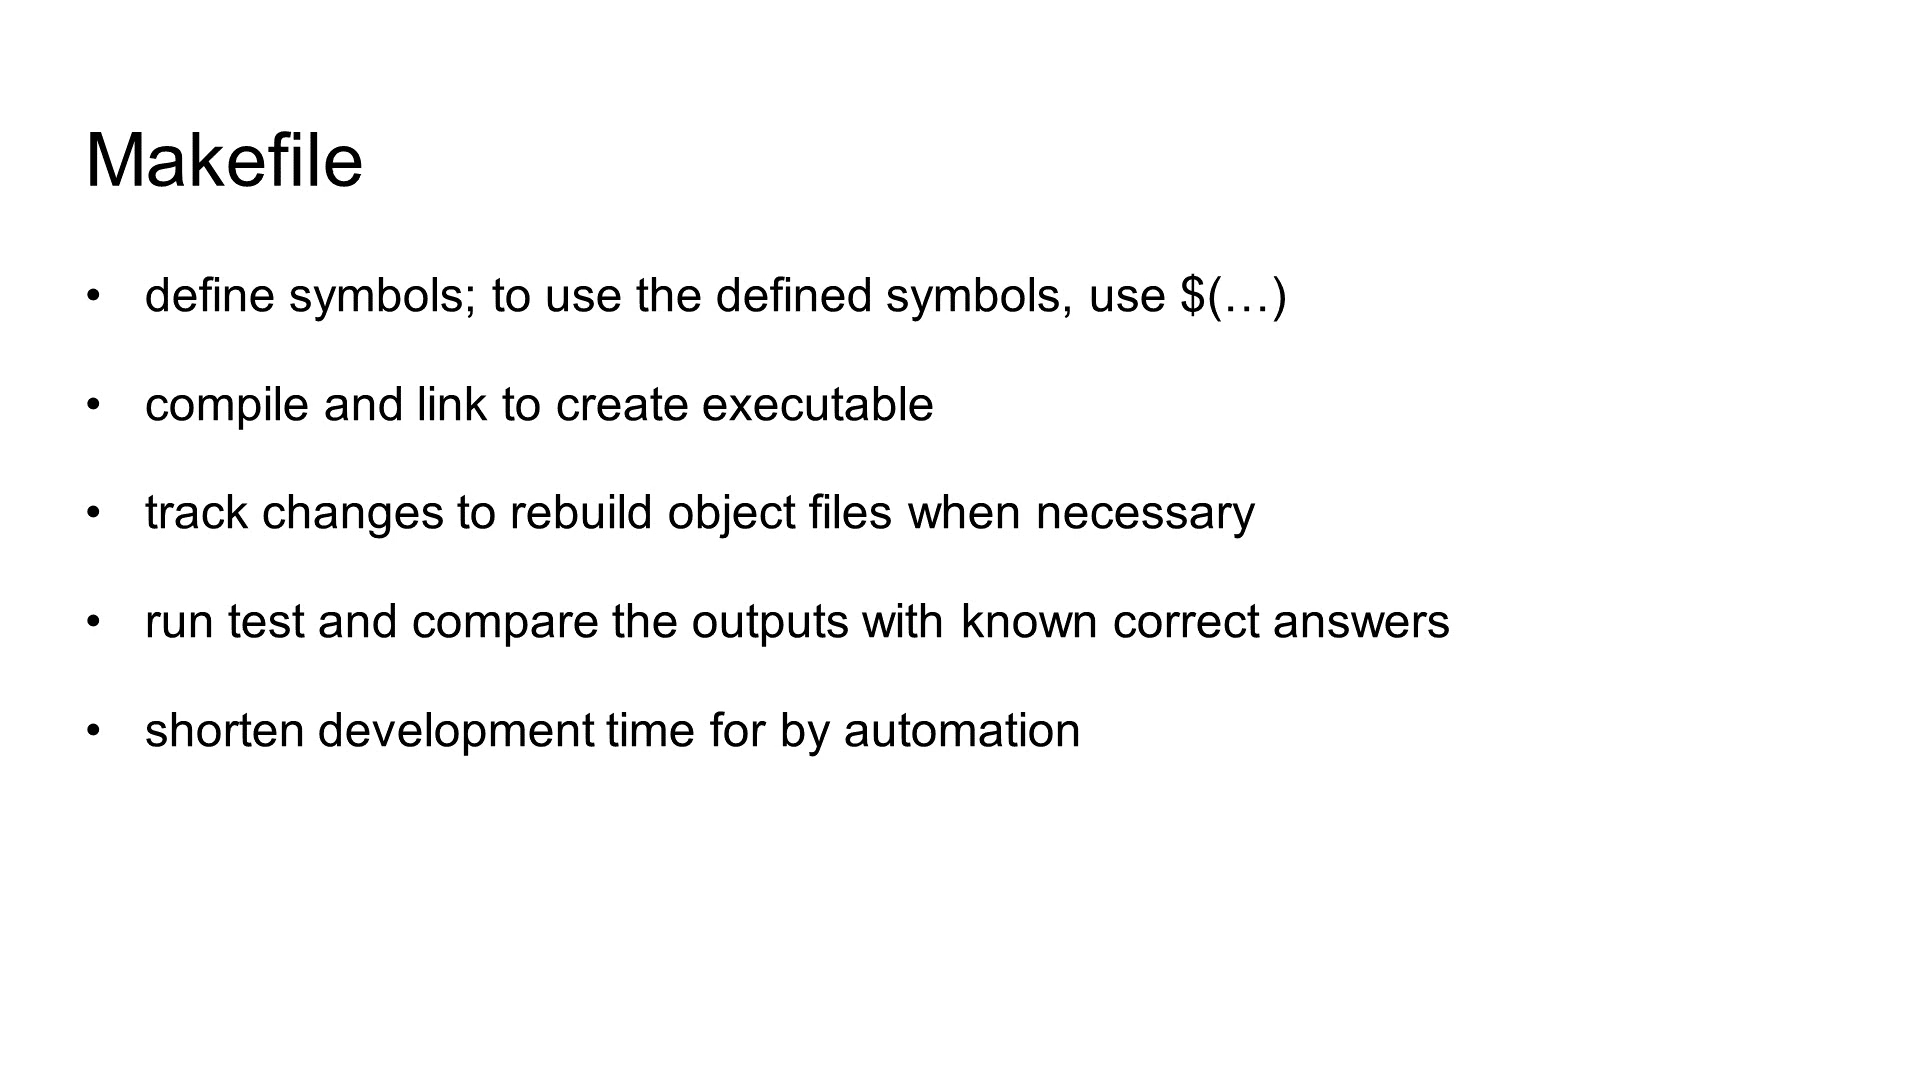 Makefile
• define symbols; to use the defined symbols, use $(…)
• compile and link to create executable
• track changes to rebuild object files when necessary
• run test and compare the outputs with known correct answers
• shorten development time for by automation